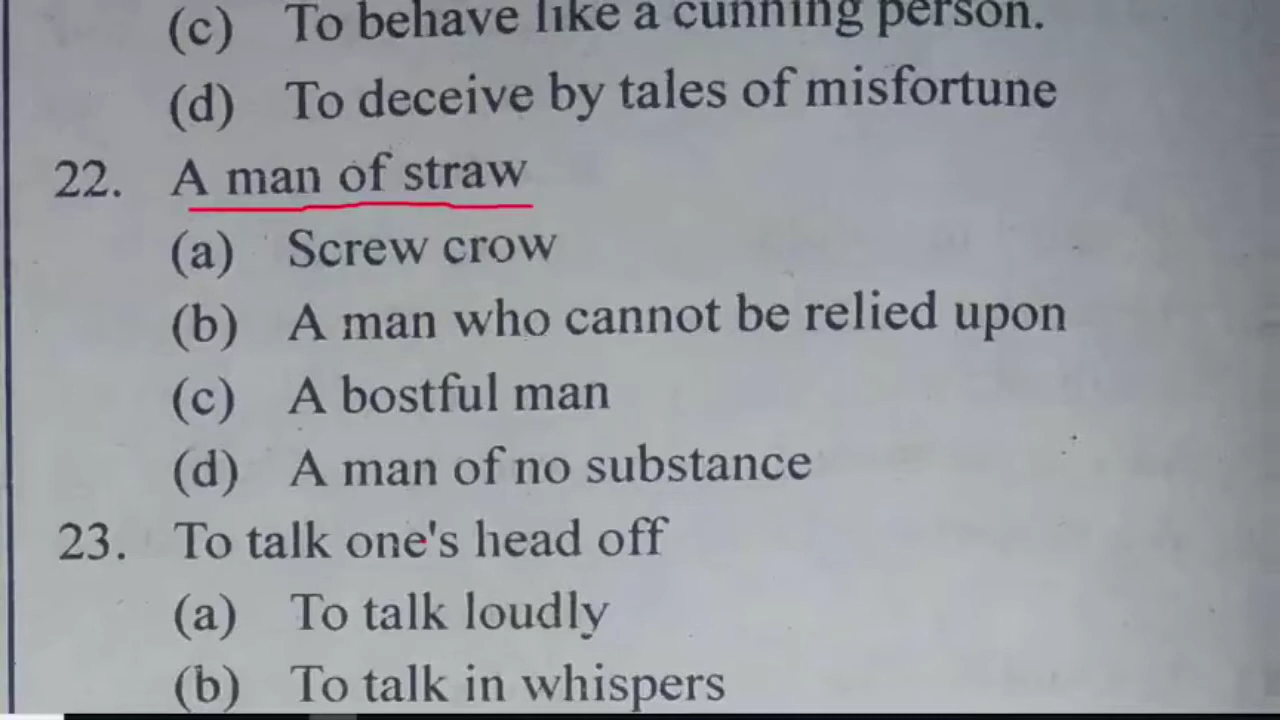 (c) To behave like a cunning person.
(d) To deceive by tales of misfortune
22. A man of straw
(a) Screw crow
(b) A man who cannot be relied upon
(c) A bostful man
(d) A man of no substance
23. To talk one's head off
(a) To talk loudly
(b) To talk in whispers